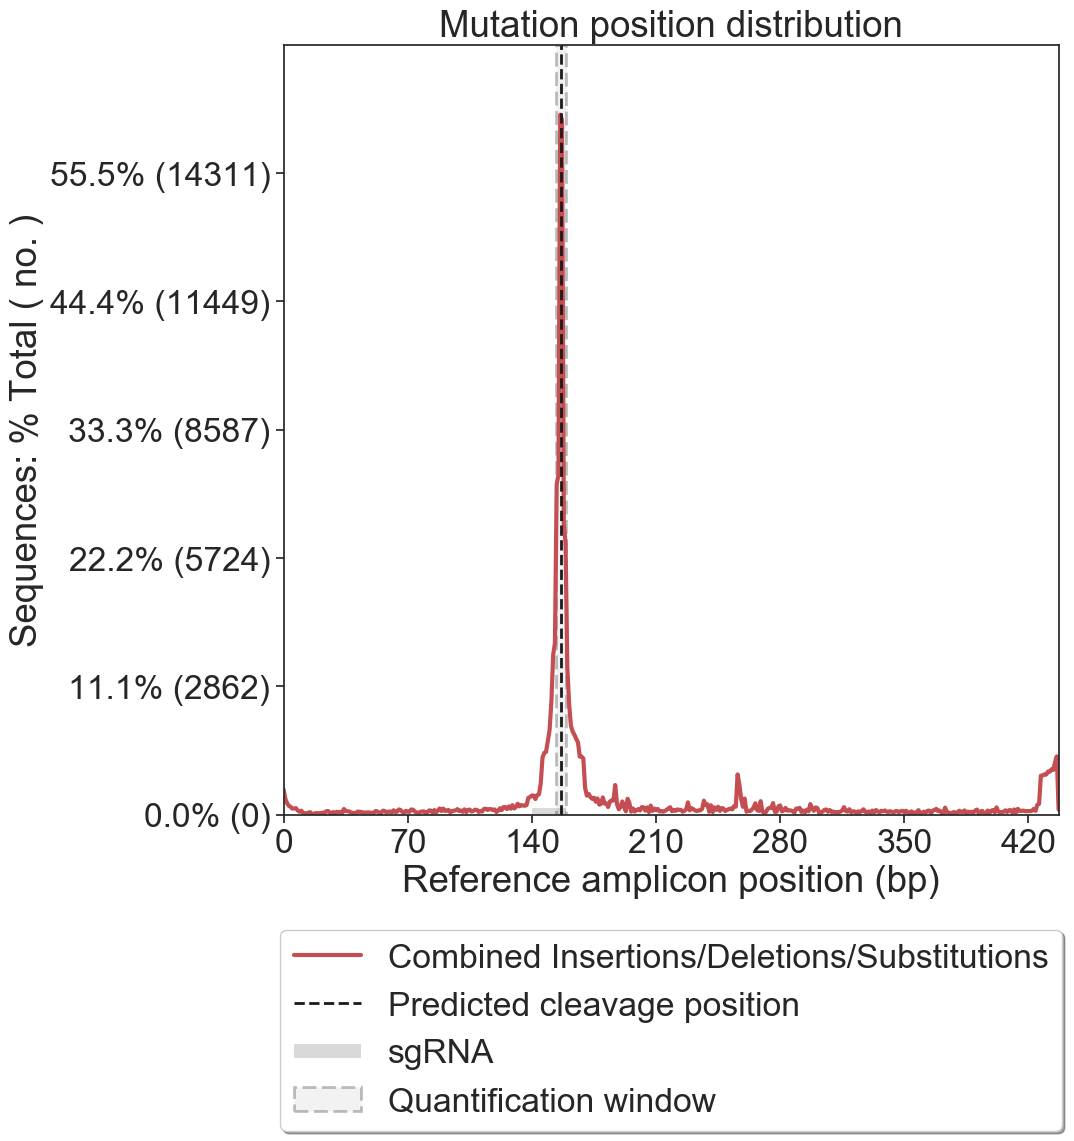 Mutation position distribution
Sequences: % Total ( no. )
55.5% (14311)
44.4% (11449)
33.3% (8587)
22.2% (5724)
11.1% (2862)
0.0% (0)
0 70 140 210 280 350 420
Reference amplicon position (bp)
Combined Insertions/Deletions/Substitutions
Predicted cleavage position
sgRNA
Quantification window